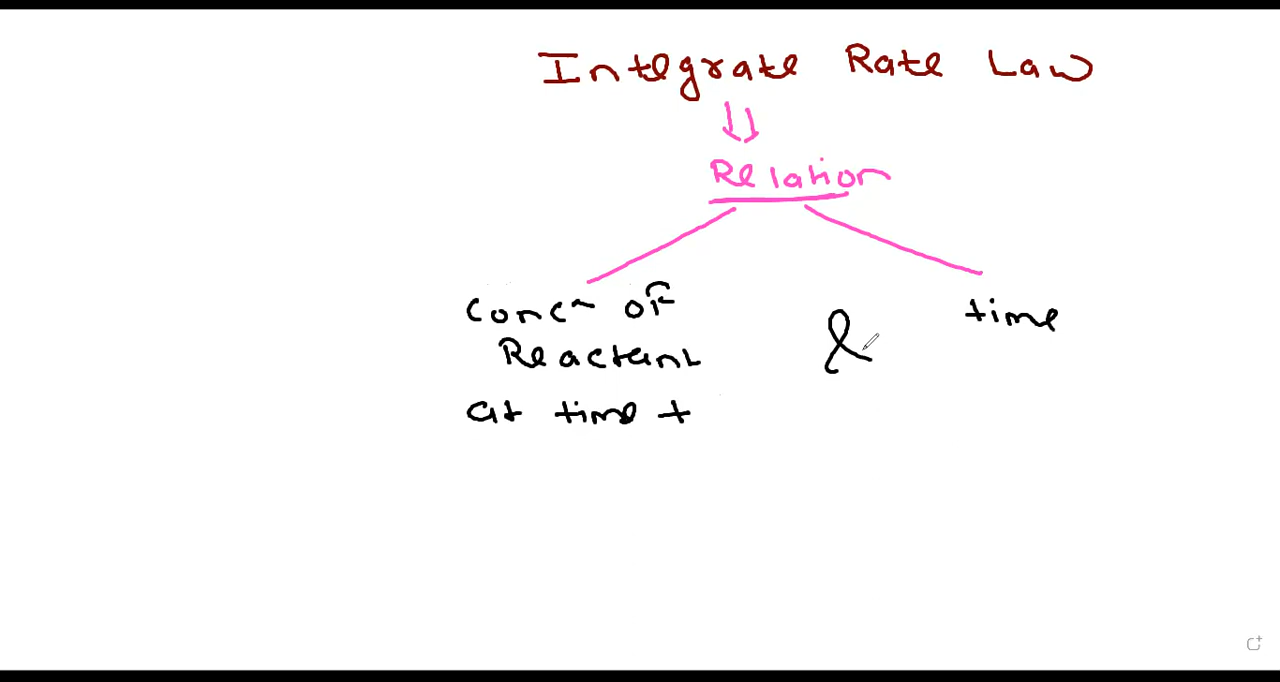 Integrate Rate Law
Relation
Concn of
Reactant
at time t
&
time